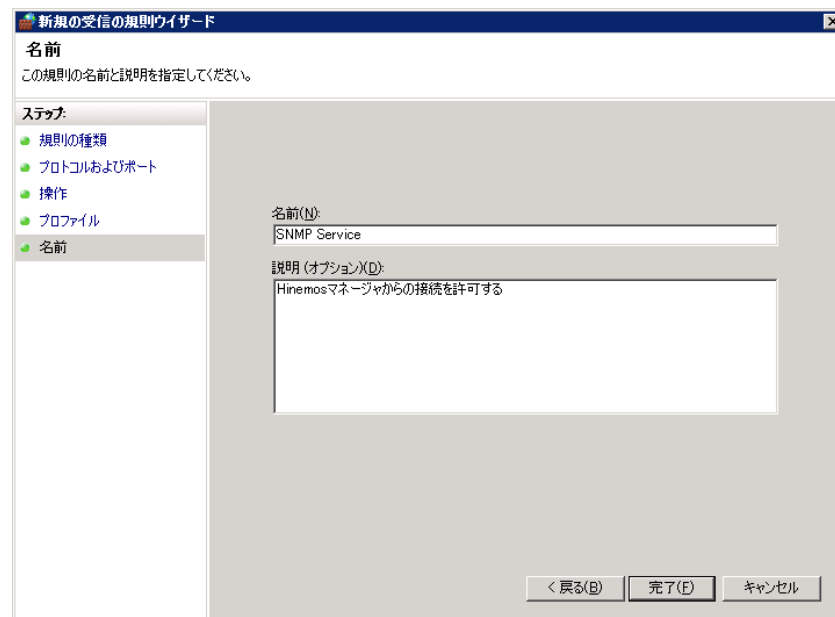 新規の受信の規則ウィザード
名前
この規則の名前と説明を指定してください。
ステップ:
規則の種類
プロトコルおよびポート
操作
プロファイル
名前
名前(N):
SNMP Service
説明 (オプション)(D):
Hinemosマネージャからの接続を許可する
< 戻る(B)
完了(F)
キャンセル